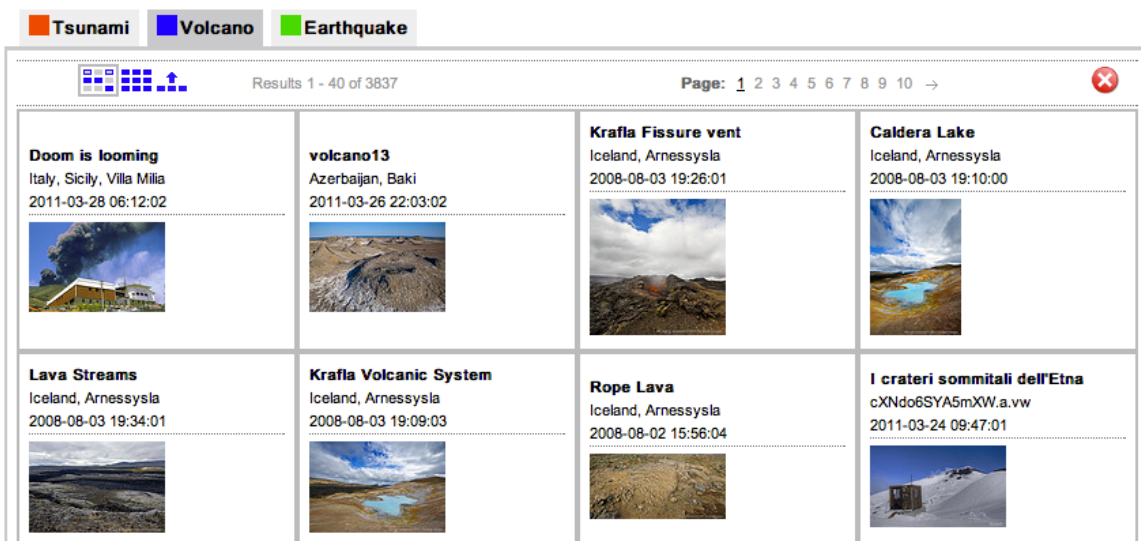 Tsunami Volcano Earthquake
Results 1 - 40 of 3837 Page: 1 2 3 4 5 6 7 8 9 10 →
Doom is looming
Italy, Sicily, Villa Milia
2011-03-28 06:12:02
volcano13
Azerbaijan, Baki
2011-03-26 22:03:02
Krafla Fissure vent
Iceland, Arnessysla
2008-08-03 19:26:01
Caldera Lake
Iceland, Arnessysla
2008-08-03 19:10:00
Lava Streams
Iceland, Arnessysla
2008-08-03 19:34:01
Krafla Volcanic System
Iceland, Arnessysla
2008-08-03 19:09:03
Rope Lava
Iceland, Arnessysla
2008-08-02 15:56:04
I crateri sommitali dell'Etna
cXNdo6SYA5mXW.a.vw
2011-03-24 09:47:01